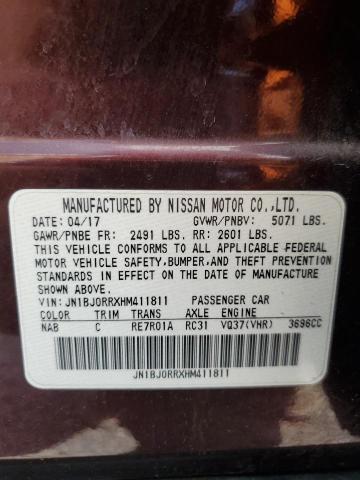 MANUFACTURED BY NISSAN MOTOR CO.,LTD.
DATE: 04/17 GVWR/PNBV: 5071 LBS.
GAWR/PNBE FR: 2491 LBS. RR: 2601 LBS.
THIS VEHICLE CONFORMS TO ALL APPLICABLE FEDERAL
MOTOR VEHICLE SAFETY, BUMPER, AND THEFT PREVENTION
STANDARDS IN EFFECT ON THE DATE OF MANUFACTURE
SHOWN ABOVE.
VIN: JN1BJ0RRXHM411811 PASSENGER CAR
COLOR TRIM TRANS AXLE ENGINE
NAB C RE7R01A RC31 VQ37(VHR) 3696CC
JN1BJ0RRXHM411811